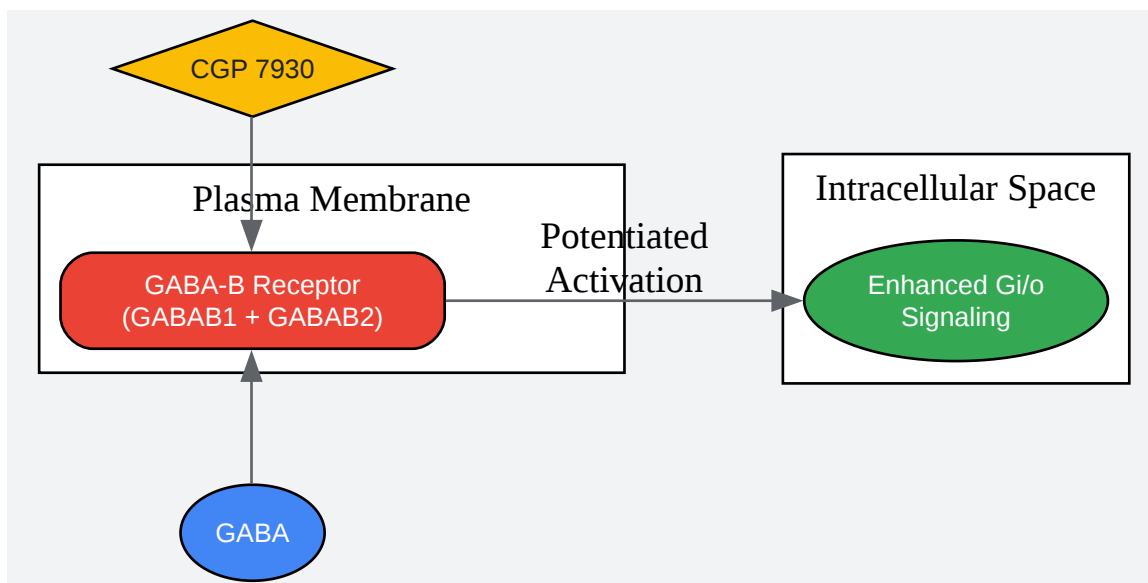 CGP 7930
Plasma Membrane
Intracellular Space
GABA-B Receptor
(GABAB1 + GABAB2)
Potentiated
Activation
Enhanced Gi/o
Signaling
GABA